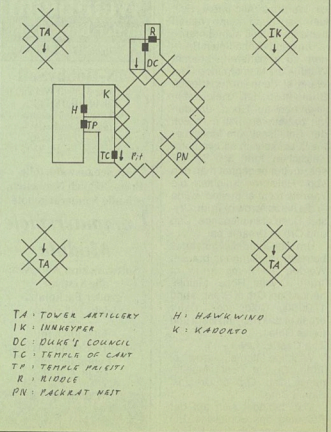 TA
IK
R
DC
K
H
TP
TC
Pit
PN
TA
TA
TA : TOWER ARTILLERY
IK : INNKEYPER
DC : DUKE'S COUNCIL
TC : TEMPLE OF CANT
TP : TEMPLE PRIESTS
R : RIDDLE
PN : PACKRAT NEST
H : HAWKWIND
K : KADORTO